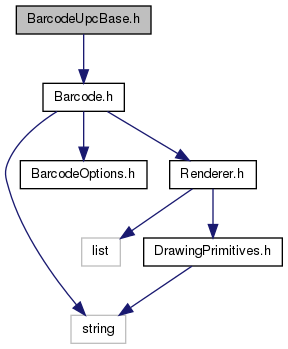 BarcodeUpcBase.h
Barcode.h
BarcodeOptions.h
Renderer.h
list
DrawingPrimitives.h
string